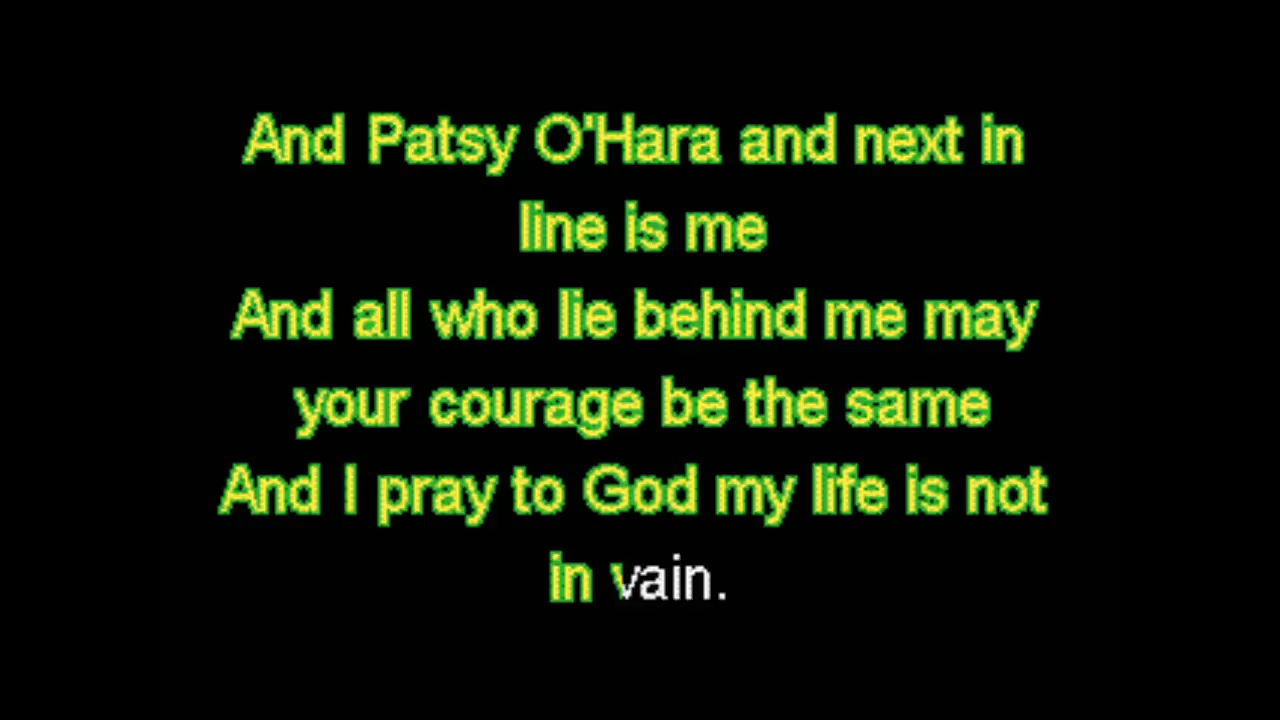 And Patsy O'Hara and next in
line is me
And all who lie behind me may
your courage be the same
And I pray to God my life is not
in vain.